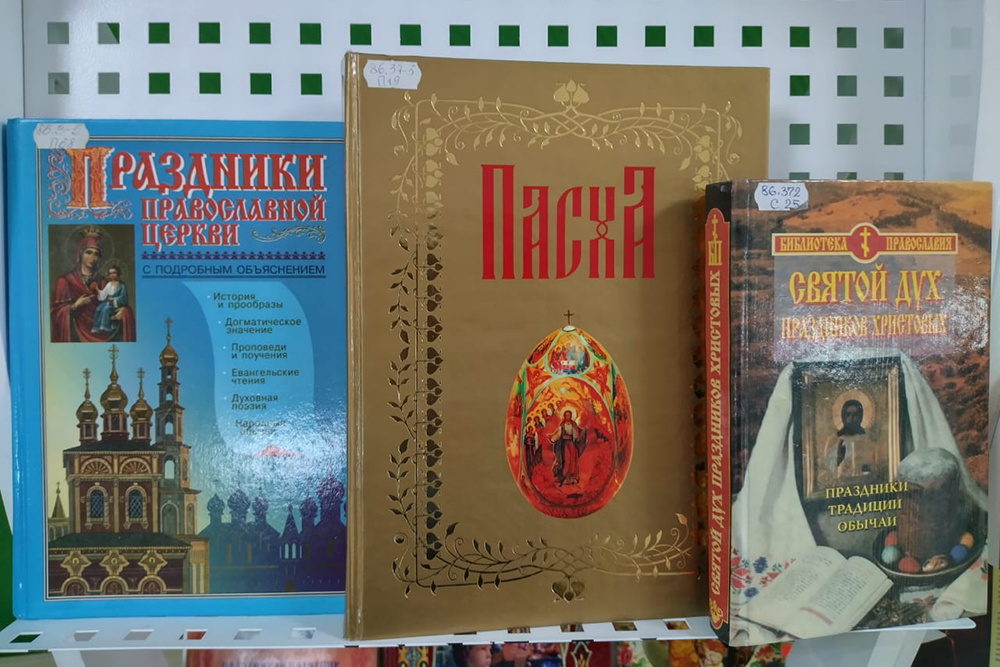 ПРАЗДНИКИ
ПРАВОСЛАВНОЙ
ЦЕРКВИ
С ПОДРОБНЫМ ОБЪЯСНЕНИЕМ
· История
и прообразы
· Догматическое
значение
· Проповеди
и поучения
· Евангельские
чтения
· Духовная
поэзия
86.37-5
П19
ПАСХА
86.372
С 25
БИБЛИОТЕКА ПРАВОСЛАВИЯ
СВЯТОЙ ДУХ
ПРАЗДНИКОВ ХРИСТОВЫХ
ПРАЗДНИКИ
ТРАДИЦИИ
ОБЫЧАИ
СВЯТОЙ ДУХ ПРАЗДНИКОВ ХРИСТОВЫХ